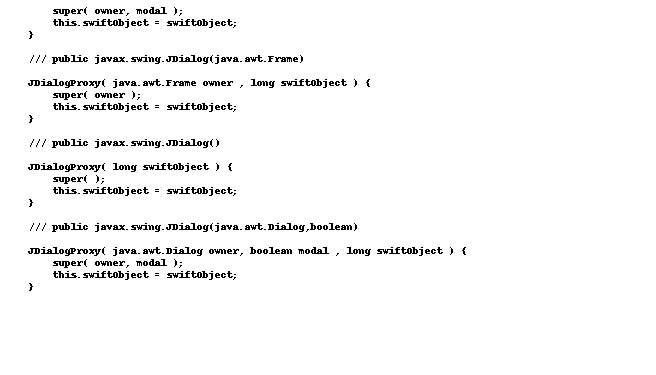 super( owner, modal );
this.swiftObject = swiftObject;
}
/// public javax.swing.JDialog(java.awt.Frame)
JDialogProxy( java.awt.Frame owner , long swiftObject ) {
super( owner );
this.swiftObject = swiftObject;
}
/// public javax.swing.JDialog()
JDialogProxy( long swiftObject ) {
super( );
this.swiftObject = swiftObject;
}
/// public javax.swing.JDialog(java.awt.Dialog,boolean)
JDialogProxy( java.awt.Dialog owner, boolean modal , long swiftObject ) {
super( owner, modal );
this.swiftObject = swiftObject;
}